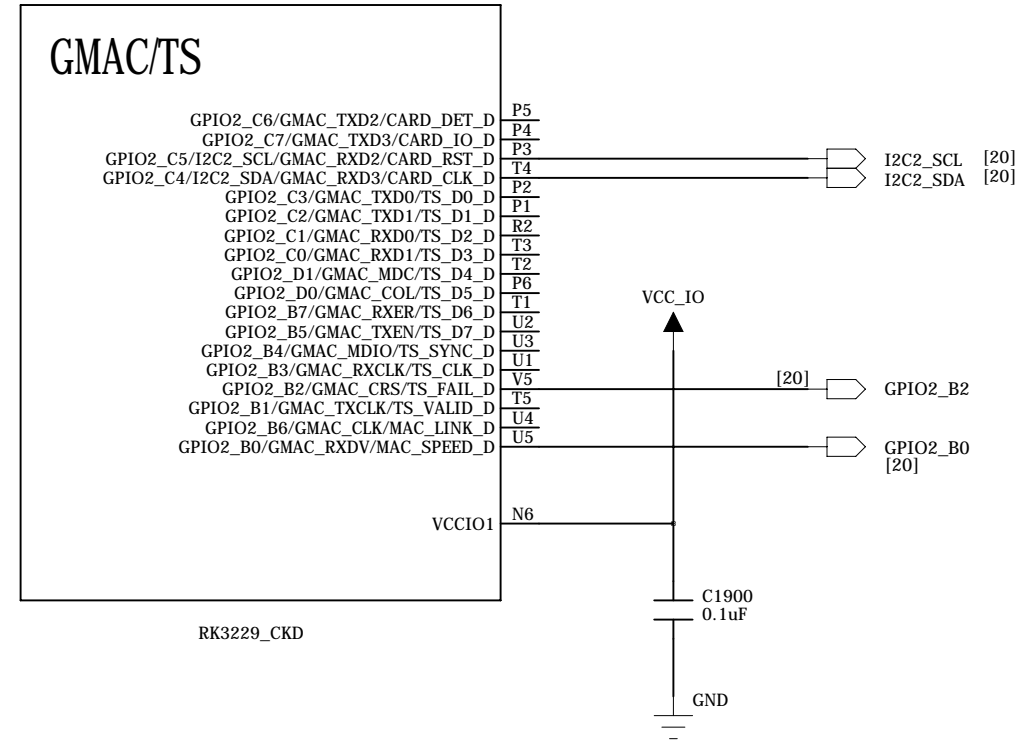 GMAC/TS
GPIO2_C6/GMAC_TXD2/CARD_DET_D P5
GPIO2_C7/GMAC_TXD3/CARD_IO_D P4
GPIO2_C5/I2C2_SCL/GMAC_RXD2/CARD_RST_D P3 I2C2_SCL [20]
GPIO2_C4/I2C2_SDA/GMAC_RXD3/CARD_CLK_D T4 I2C2_SDA [20]
GPIO2_C3/GMAC_TXD0/TS_D0_D P2
GPIO2_C2/GMAC_TXD1/TS_D1_D P1
GPIO2_C1/GMAC_RXD0/TS_D2_D R2
GPIO2_C0/GMAC_RXD1/TS_D3_D T3
GPIO2_D1/GMAC_MDC/TS_D4_D T2
GPIO2_D0/GMAC_COL/TS_D5_D P6
GPIO2_B7/GMAC_RXER/TS_D6_D T1
VCC_IO
GPIO2_B5/GMAC_TXEN/TS_D7_D U2
GPIO2_B4/GMAC_MDIO/TS_SYNC_D U3
GPIO2_B3/GMAC_RXCLK/TS_CLK_D U1
GPIO2_B2/GMAC_CRS/TS_FAIL_D V5 [20] GPIO2_B2
GPIO2_B1/GMAC_TXCLK/TS_VALID_D T5
GPIO2_B6/GMAC_CLK/MAC_LINK_D U4
GPIO2_B0/GMAC_RXDV/MAC_SPEED_D U5 GPIO2_B0
[20]
VCCIO1 N6
C1900
0.1uF
RK3229_CKD
GND